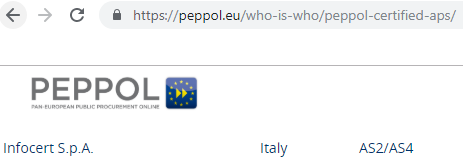 https://peppol.eu/who-is-who/peppol-certified-aps/
PEPPOL
PAN-EUROPEAN PUBLIC PROCUREMENT ONLINE
Infocert S.p.A. Italy AS2/AS4